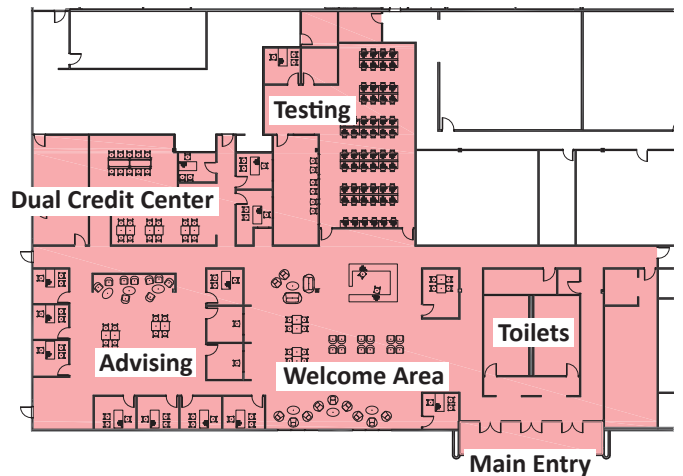 Testing
Dual Credit Center
Toilets
Advising
Welcome Area
Main Entry